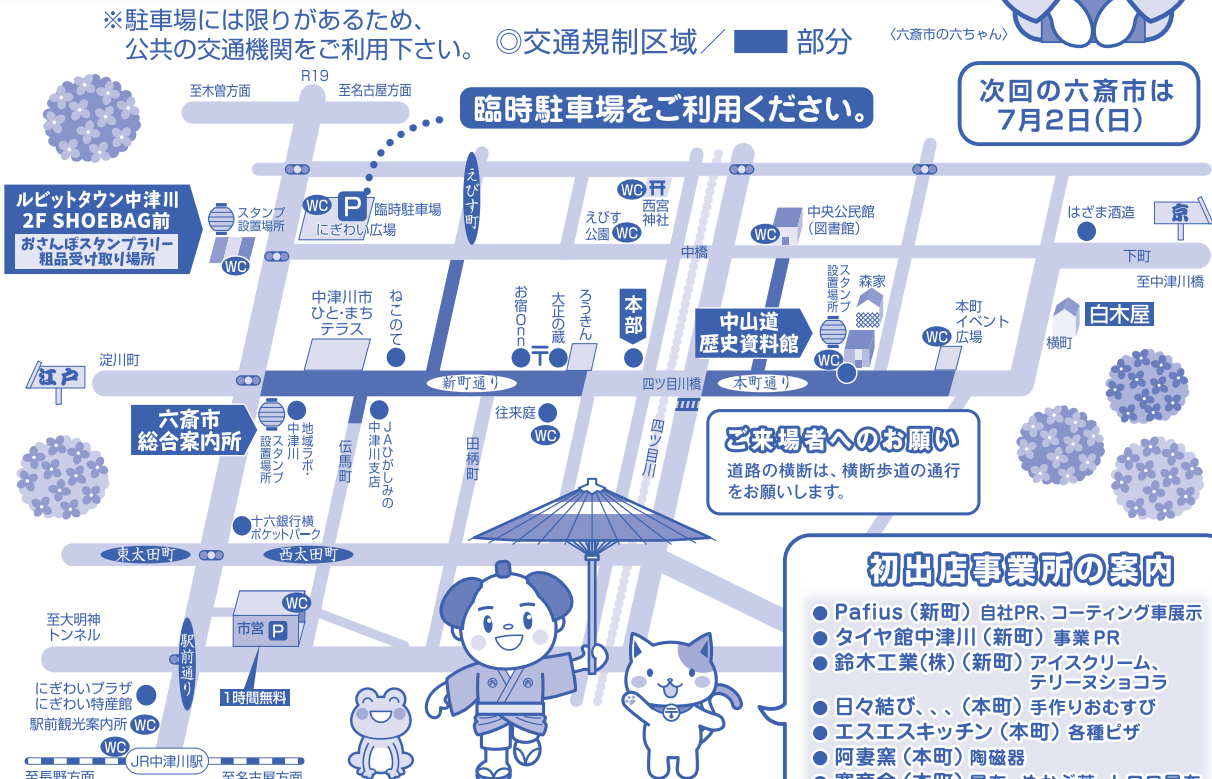 ※駐車場には限りがあるため、
公共の交通機関をご利用下さい。
◎交通規制区域／
部分
〈六斎市の六ちゃん〉
次回の六斎市は
7月2日(日)
至木曽方面
R19
至名古屋方面
臨時駐車場をご利用ください。
ルビットタウン中津川
2F SHOEBAG前
おさんぽスタンプラリー
粗品受け取り場所
スタンプ
設置場所
WC
WC
P
臨時駐車場
にぎわい広場
えびす町
WC
西宮
神社
えびす
公園
WC
中橋
中央公民館
(図書館)
WC
はざま酒造
京
下町
至中津川橋
中津川市
ひと・まち
テラス
ねこのて
お宿Onn
大正の蔵
ろうきん
本部
中山道
歴史資料館
スタンプ
設置場所
森家
WC
本町
イベント
広場
WC
白木屋
横町
淀川町
江戸
新町通り
四ツ目川橋
本町通り
六斎市
総合案内所
地域ラボ・
中津川
スタンプ
設置場所
伝馬町
JAひがしみの
中津川支店
田柄町
往来庭
WC
四ツ目川
ご来場者へのお願い
道路の横断は、横断歩道の通行
をお願いします。
十六銀行横
ポケットパーク
東太田町
西太田町
至大明神
トンネル
市営
P
WC
駅前通り
1時間無料
にぎわいプラザ
にぎわい特産館
駅前観光案内所
WC
WC
JR中津川駅
至長野方面
至名古屋方面
初出店事業所の案内
●Pafius(新町)自社PR、コーティング車展示
●タイヤ館中津川(新町)事業PR
●鈴木工業(株)(新町)アイスクリーム、
テリーヌショコラ
●日々結び、、、(本町)手作りおむすび
●エスエスキッチン(本町)各種ピザ
●阿妻窯(本町)陶磁器